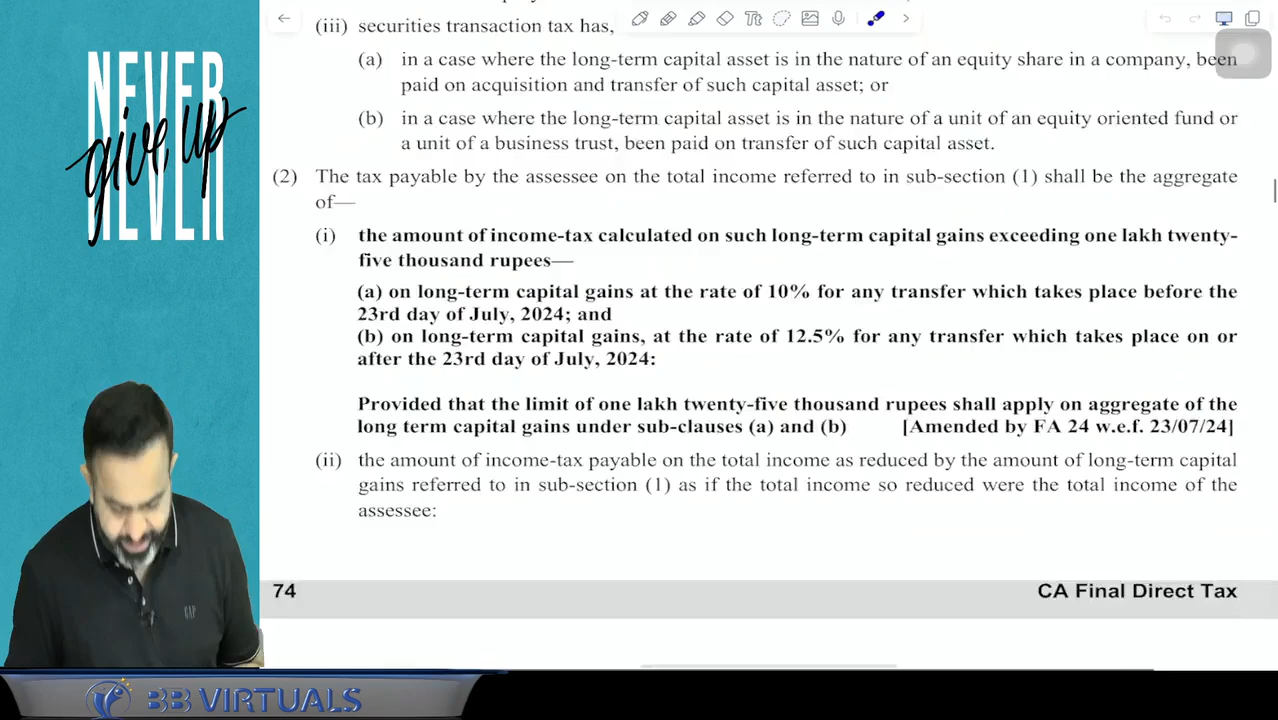 NEVER
give up
NEVER
(iii) securities transaction tax has,
(a) in a case where the long-term capital asset is in the nature of an equity share in a company, been
paid on acquisition and transfer of such capital asset; or
(b) in a case where the long-term capital asset is in the nature of a unit of an equity oriented fund or
a unit of a business trust, been paid on transfer of such capital asset.
(2) The tax payable by the assessee on the total income referred to in sub-section (1) shall be the aggregate
of—
(i) the amount of income-tax calculated on such long-term capital gains exceeding one lakh twenty-
five thousand rupees—
(a) on long-term capital gains at the rate of 10% for any transfer which takes place before the
23rd day of July, 2024; and
(b) on long-term capital gains, at the rate of 12.5% for any transfer which takes place on or
after the 23rd day of July, 2024:
Provided that the limit of one lakh twenty-five thousand rupees shall apply on aggregate of the
long term capital gains under sub-clauses (a) and (b) [Amended by FA 24 w.e.f. 23/07/24]
(ii) the amount of income-tax payable on the total income as reduced by the amount of long-term capital
gains referred to in sub-section (1) as if the total income so reduced were the total income of the
assessee:
74 CA Final Direct Tax
GAP
BB VIRTUALS